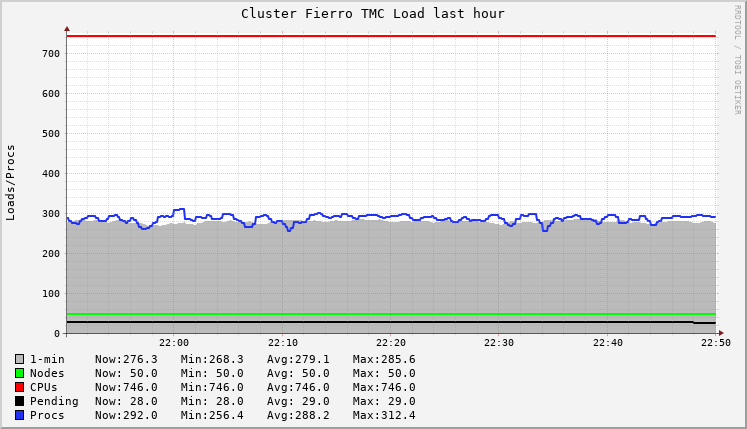 Cluster Fierro TMC Load last hour
RRDTOOL / TOBI OETIKER
Loads/Procs
700
600
500
400
300
200
100
0
22:00 22:10 22:20 22:30 22:40 22:50
1-min Now:276.3 Min:268.3 Avg:279.1 Max:285.6
Nodes Now: 50.0 Min: 50.0 Avg: 50.0 Max: 50.0
CPUs Now:746.0 Min:746.0 Avg:746.0 Max:746.0
Pending Now: 28.0 Min: 28.0 Avg: 29.0 Max: 29.0
Procs Now:292.0 Min:256.4 Avg:288.2 Max:312.4